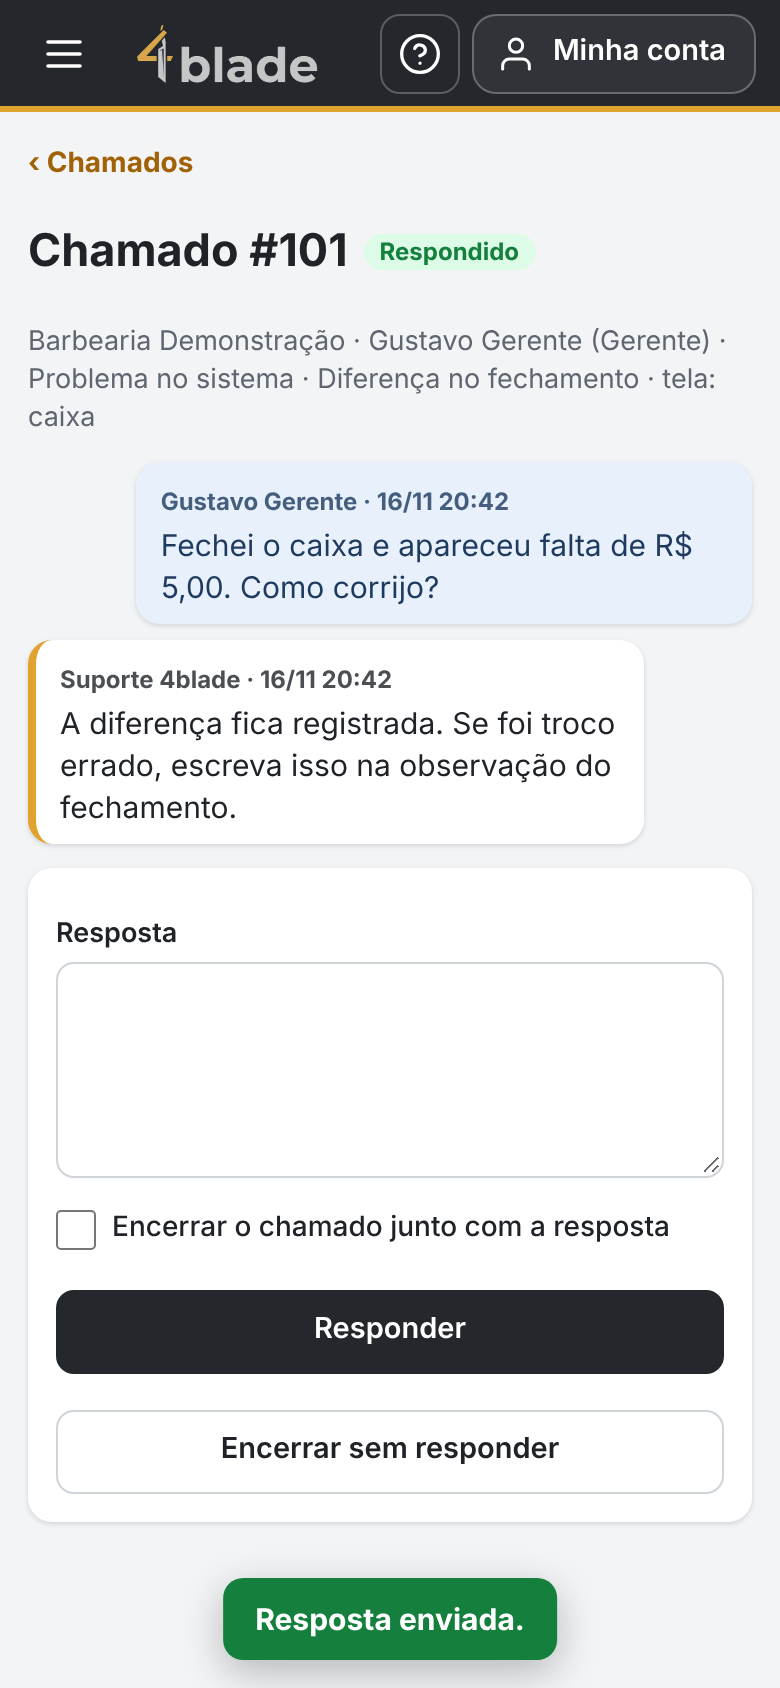 4blade
Minha conta
‹ Chamados
Chamado #101 Respondido
Barbearia Demonstração · Gustavo Gerente (Gerente) ·
Problema no sistema · Diferença no fechamento · tela:
caixa
Gustavo Gerente · 16/11 20:42
Fechei o caixa e apareceu falta de R$
5,00. Como corrijo?
Suporte 4blade · 16/11 20:42
A diferença fica registrada. Se foi troco
errado, escreva isso na observação do
fechamento.
Resposta
Encerrar o chamado junto com a resposta
Responder
Encerrar sem responder
Resposta enviada.